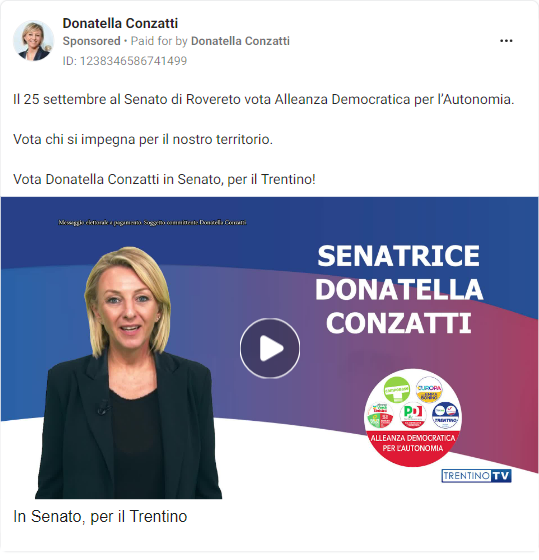 Donatella Conzatti
Sponsored • Paid for by Donatella Conzatti
ID: 1238346586741499
Il 25 settembre al Senato di Rovereto vota Alleanza Democratica per l'Autonomia.
Vota chi si impegna per il nostro territorio.
Vota Donatella Conzatti in Senato, per il Trentino!
Messaggio elettorale a pagamento. Soggetto committente Donatella Conzatti
SENATRICE
DONATELLA
CONZATTI
EUROPA
PD
TRENTINO
ALLEANZA DEMOCRATICA
PER L'AUTONOMIA
TRENTINO TV
In Senato, per il Trentino